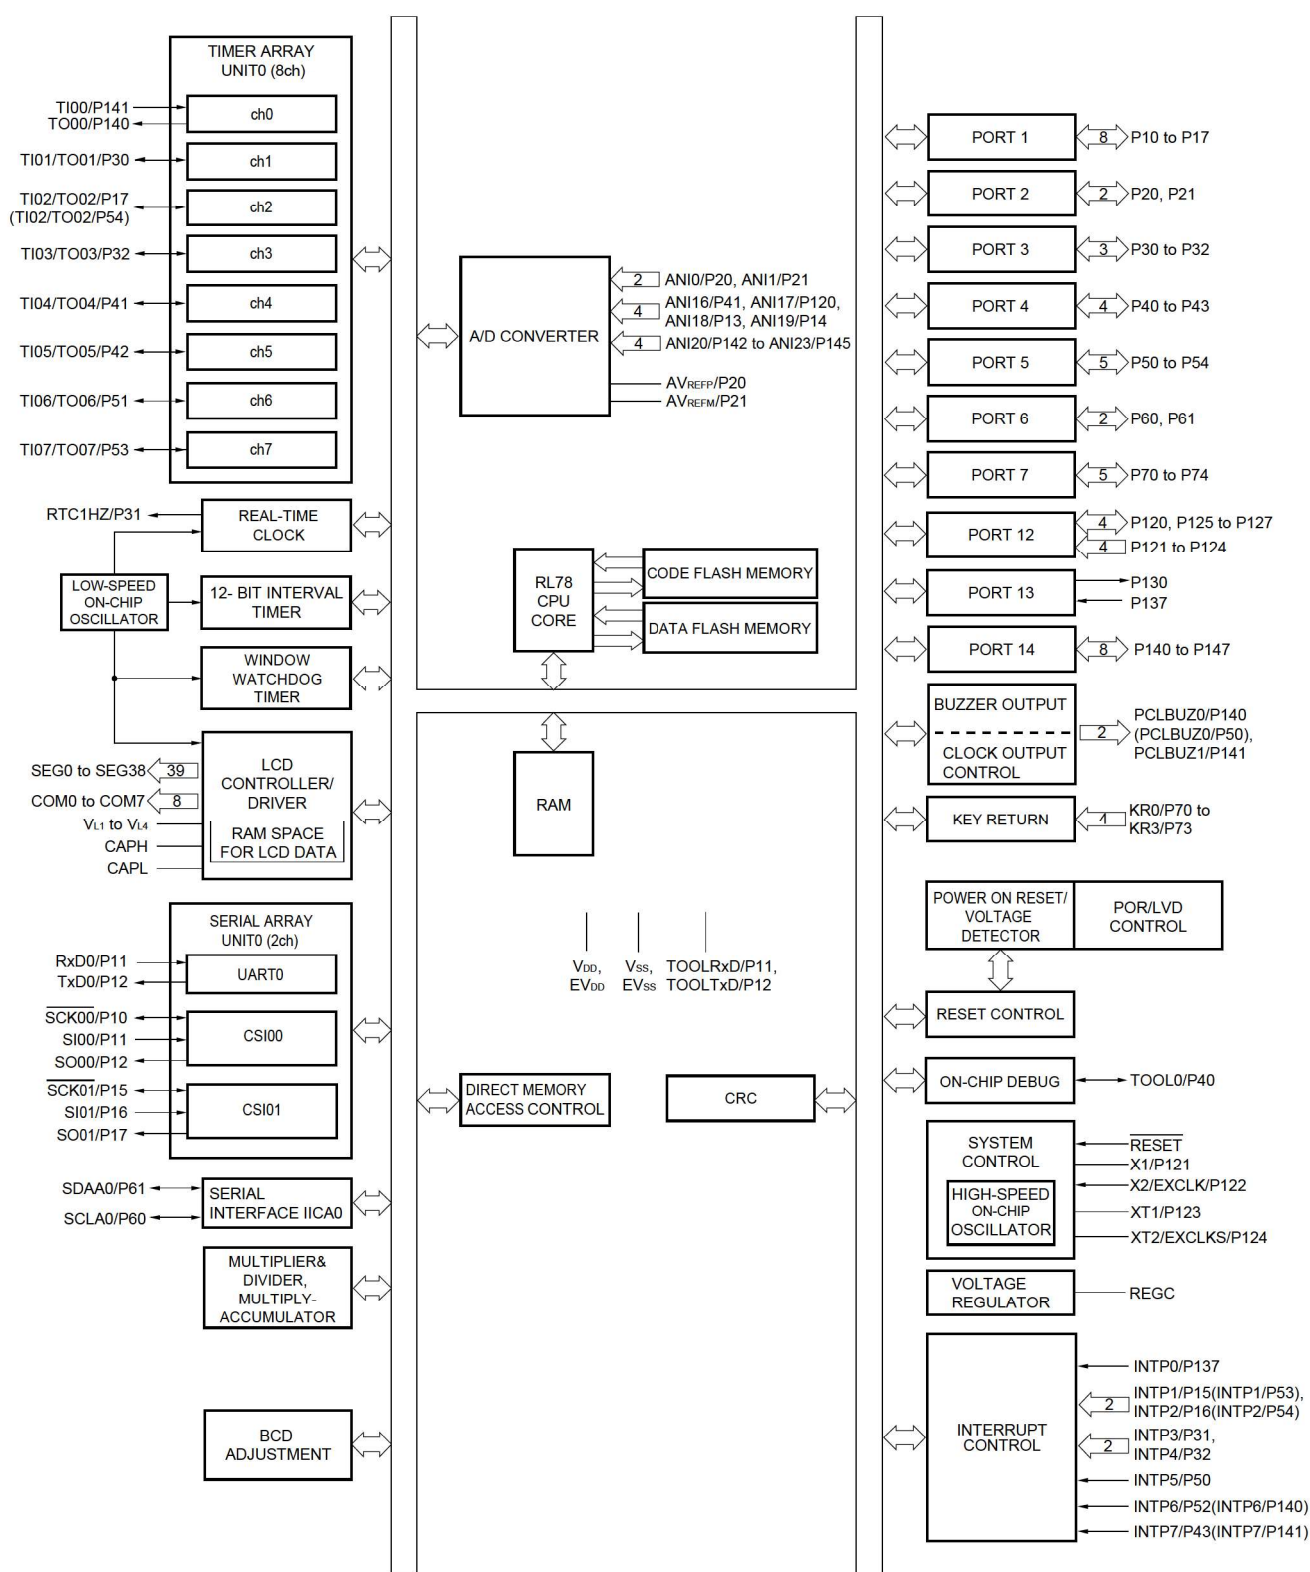 TIMER ARRAY
UNIT0 (8ch)
TI00/P141
TO00/P140
ch0
TI01/TO01/P30
ch1
TI02/TO02/P17
(TI02/TO02/P54)
ch2
TI03/TO03/P32
ch3
TI04/TO04/P41
ch4
TI05/TO05/P42
ch5
TI06/TO06/P51
ch6
TI07/TO07/P53
ch7
RTC1HZ/P31
REAL-TIME
CLOCK
LOW-SPEED
ON-CHIP
OSCILLATOR
12- BIT INTERVAL
TIMER
WINDOW
WATCHDOG
TIMER
LCD
CONTROLLER/
DRIVER
RAM SPACE
FOR LCD DATA
SEG0 to SEG38
39
COM0 to COM7
8
VL1 to VL4
CAPH
CAPL
SERIAL ARRAY
UNIT0 (2ch)
RxD0/P11
TxD0/P12
UART0
SCK00/P10
SI00/P11
SO00/P12
CSI00
SCK01/P15
SI01/P16
SO01/P17
CSI01
SDAA0/P61
SCLA0/P60
SERIAL
INTERFACE IICA0
MULTIPLIER&
DIVIDER,
MULTIPLY-
ACCUMULATOR
BCD
ADJUSTMENT
A/D CONVERTER
2
ANI0/P20, ANI1/P21
4
ANI16/P41, ANI17/P120,
ANI18/P13, ANI19/P14
4
ANI20/P142 to ANI23/P145
AVREFP/P20
AVREFM/P21
RL78
CPU
CORE
CODE FLASH MEMORY
DATA FLASH MEMORY
RAM
VDD,
EVDD
VSS,
EVSS
TOOLRxD/P11,
TOOLTxD/P12
DIRECT MEMORY
ACCESS CONTROL
CRC
PORT 1
8
P10 to P17
PORT 2
2
P20, P21
PORT 3
3
P30 to P32
PORT 4
4
P40 to P43
PORT 5
5
P50 to P54
PORT 6
2
P60, P61
PORT 7
5
P70 to P74
PORT 12
4
P120, P125 to P127
4
P121 to P124
PORT 13
P130
P137
PORT 14
8
P140 to P147
BUZZER OUTPUT
CLOCK OUTPUT
CONTROL
2
PCLBUZ0/P140
(PCLBUZ0/P50),
PCLBUZ1/P141
KEY RETURN
4
KR0/P70 to
KR3/P73
POWER ON RESET/
VOLTAGE
DETECTOR
POR/LVD
CONTROL
RESET CONTROL
ON-CHIP DEBUG
TOOL0/P40
SYSTEM
CONTROL
HIGH-SPEED
ON-CHIP
OSCILLATOR
RESET
X1/P121
X2/EXCLK/P122
XT1/P123
XT2/EXCLKS/P124
VOLTAGE
REGULATOR
REGC
INTERRUPT
CONTROL
INTP0/P137
2
INTP1/P15(INTP1/P53),
INTP2/P16(INTP2/P54)
2
INTP3/P31,
INTP4/P32
INTP5/P50
INTP6/P52(INTP6/P140)
INTP7/P43(INTP7/P141)